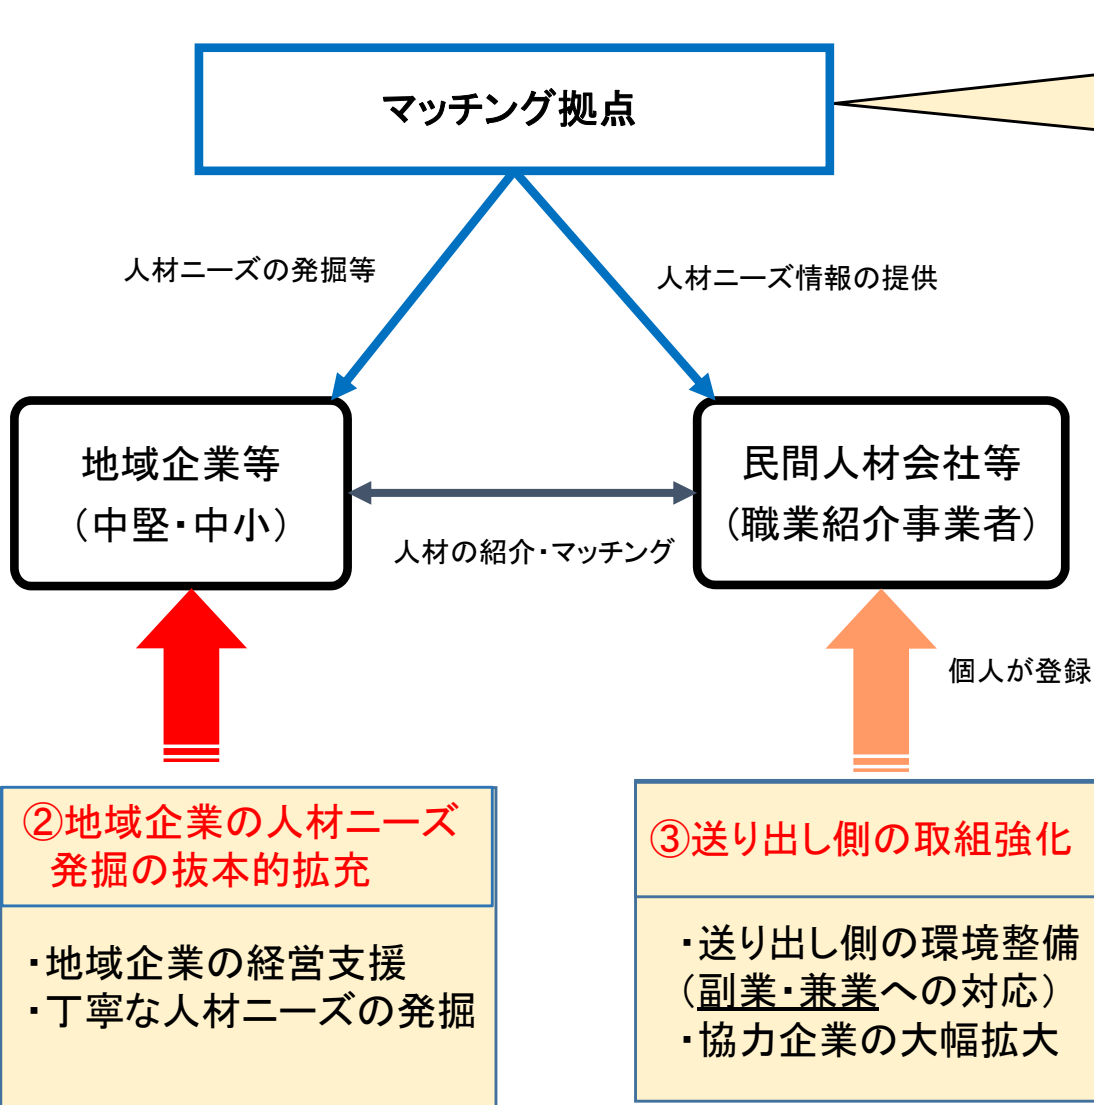 マッチング拠点
人材ニーズの発掘等
人材ニーズ情報の提供
地域企業等
（中堅・中小）
民間人材会社等
（職業紹介事業者）
人材の紹介・マッチング
個人が登録
②地域企業の人材ニーズ
発掘の抜本的拡充
・地域企業の経営支援
・丁寧な人材ニーズの発掘
③送り出し側の取組強化
・送り出し側の環境整備
（副業・兼業への対応）
・協力企業の大幅拡大